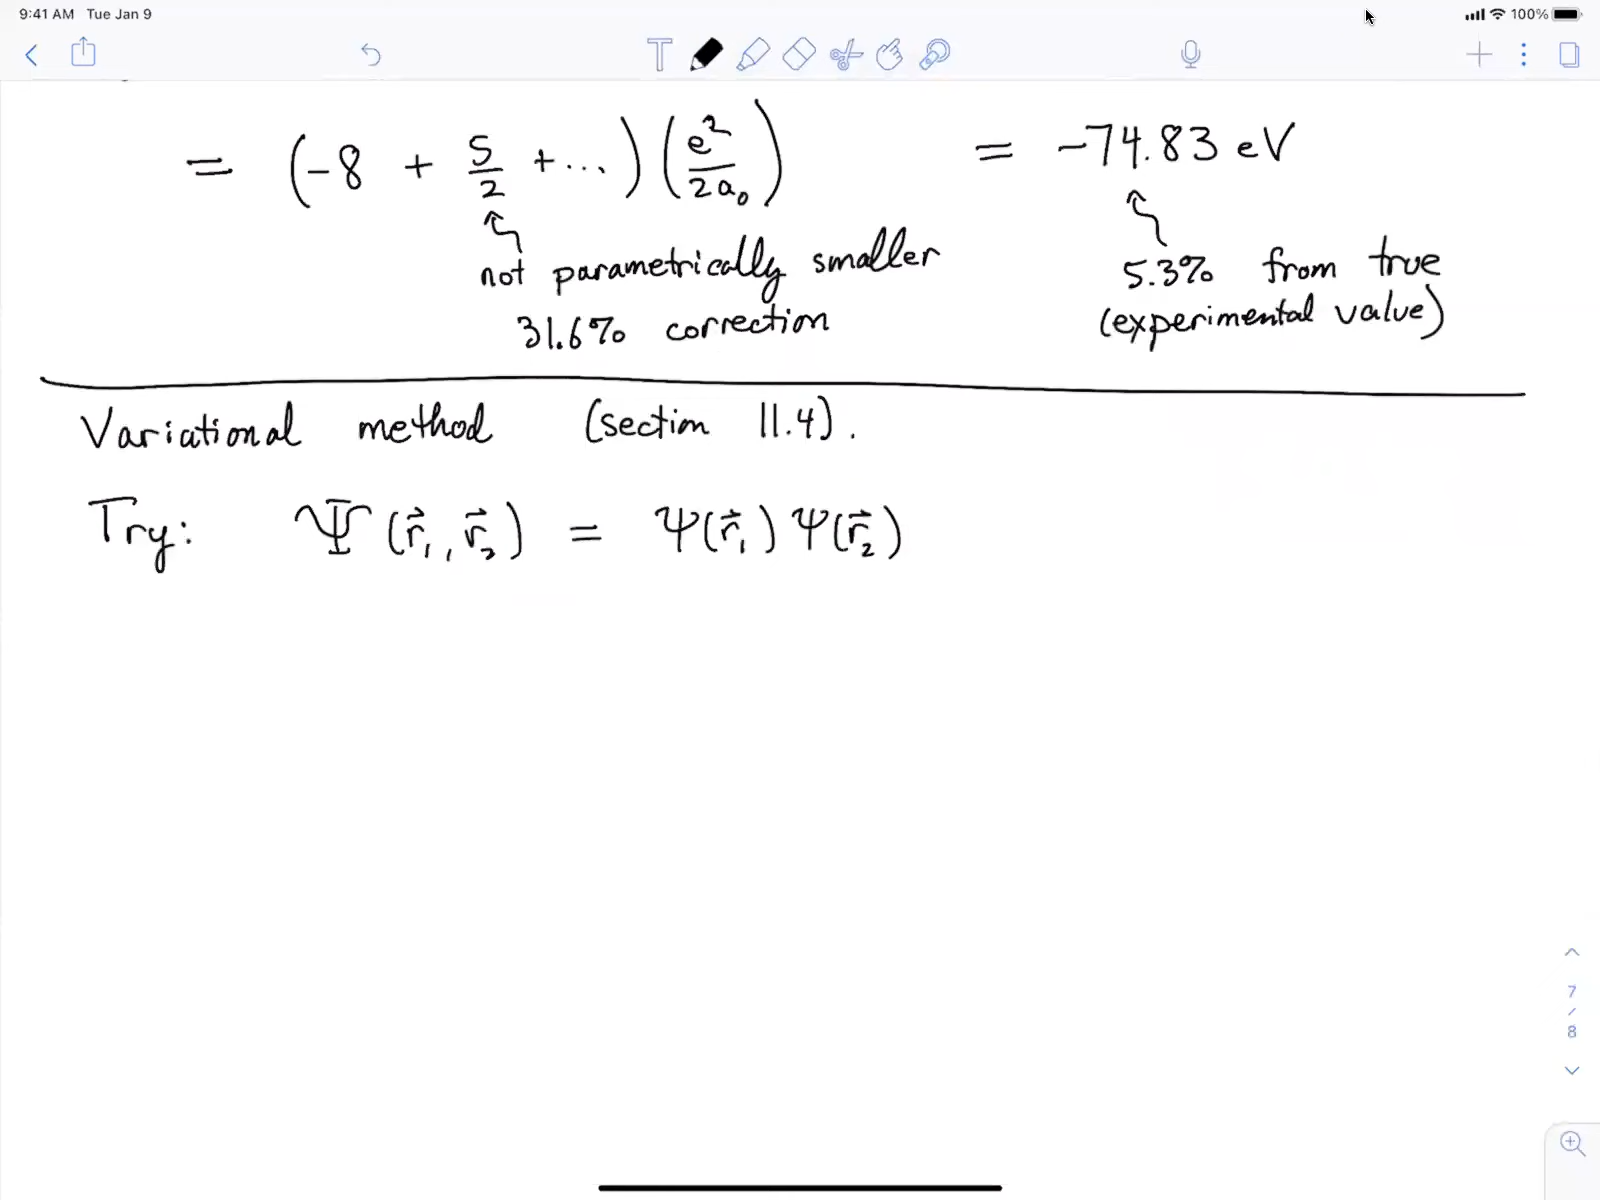 9:41 AM Tue Jan 9 100%
= (-8 + 5/2 + ...) (e²/2a₀) = -74.83 eV
not parametrically smaller
31.6% correction
5.3% from true
(experimental value)
Variational method (section 11.4).
Try: Ψ(r⃗₁, r⃗₂) = ψ(r⃗₁) ψ(r⃗₂)
7
/
8